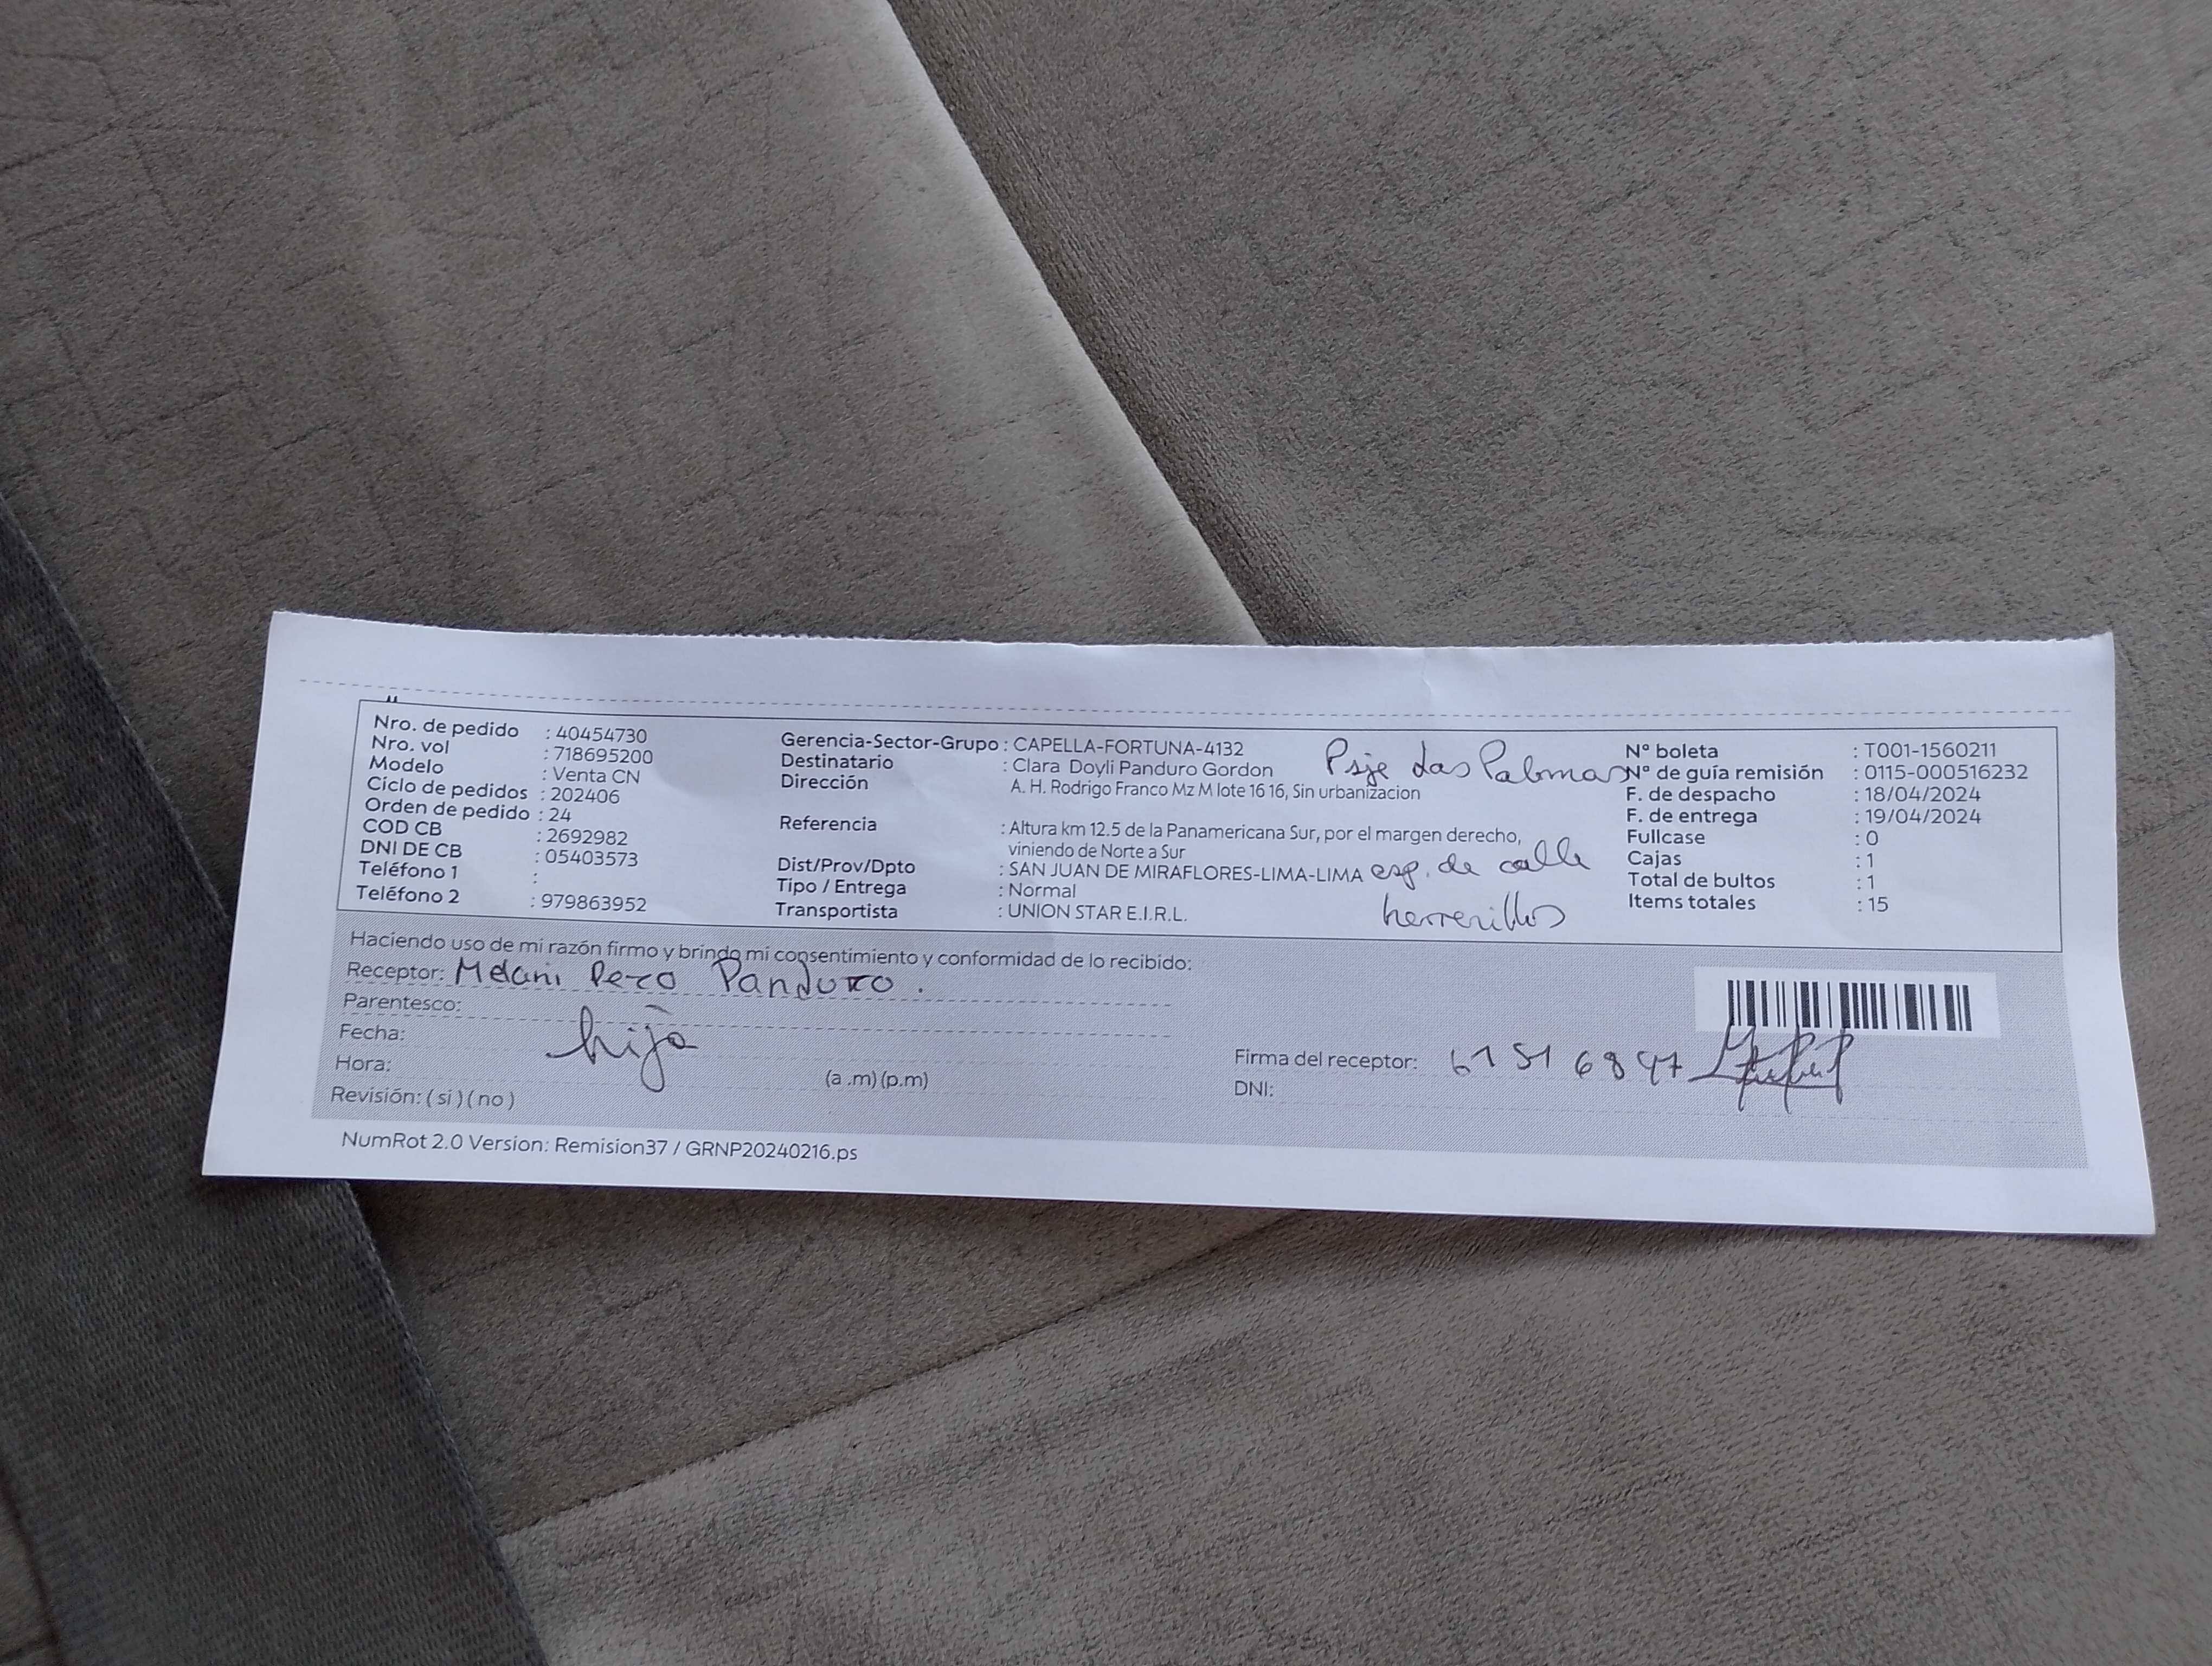 Nro. de pedido : 40454730
Nro. vol : 718695200
Modelo : Venta CN
Ciclo de pedidos : 202406
Orden de pedido : 24
COD CB : 2692982
DNI DE CB : 05403573
Teléfono 1 :
Teléfono 2 : 979863952
Gerencia-Sector-Grupo : CAPELLA-FORTUNA-4132
Destinatario : Clara Doyli Panduro Gordon
Psje Las Palmas
Dirección A. H. Rodrigo Franco Mz M lote 16 16, Sin urbanizacion
Referencia : Altura km 12.5 de la Panamericana Sur, por el margen derecho,
viniendo de Norte a Sur
Dist/Prov/Dpto : SAN JUAN DE MIRAFLORES-LIMA-LIMA
esp. de calle
Tipo / Entrega : Normal
Transportista : UNION STAR E.I.R.L.
herrerillos
N° boleta : T001-1560211
N° de guía remisión : 0115-000516232
F. de despacho : 18/04/2024
F. de entrega : 19/04/2024
Fullcase : 0
Cajas : 1
Total de bultos : 1
Items totales : 15
Haciendo uso de mi razón firmo y brindo mi consentimiento y conformidad de lo recibido:
Receptor: Melani Pezo Panduro.
Parentesco:
hija
Fecha:
Hora: (a .m) (p.m)
Revisión: ( si ) ( no )
Firma del receptor: 61516847
DNI:
NumRot 2.0 Version: Remision37 / GRNP20240216.ps